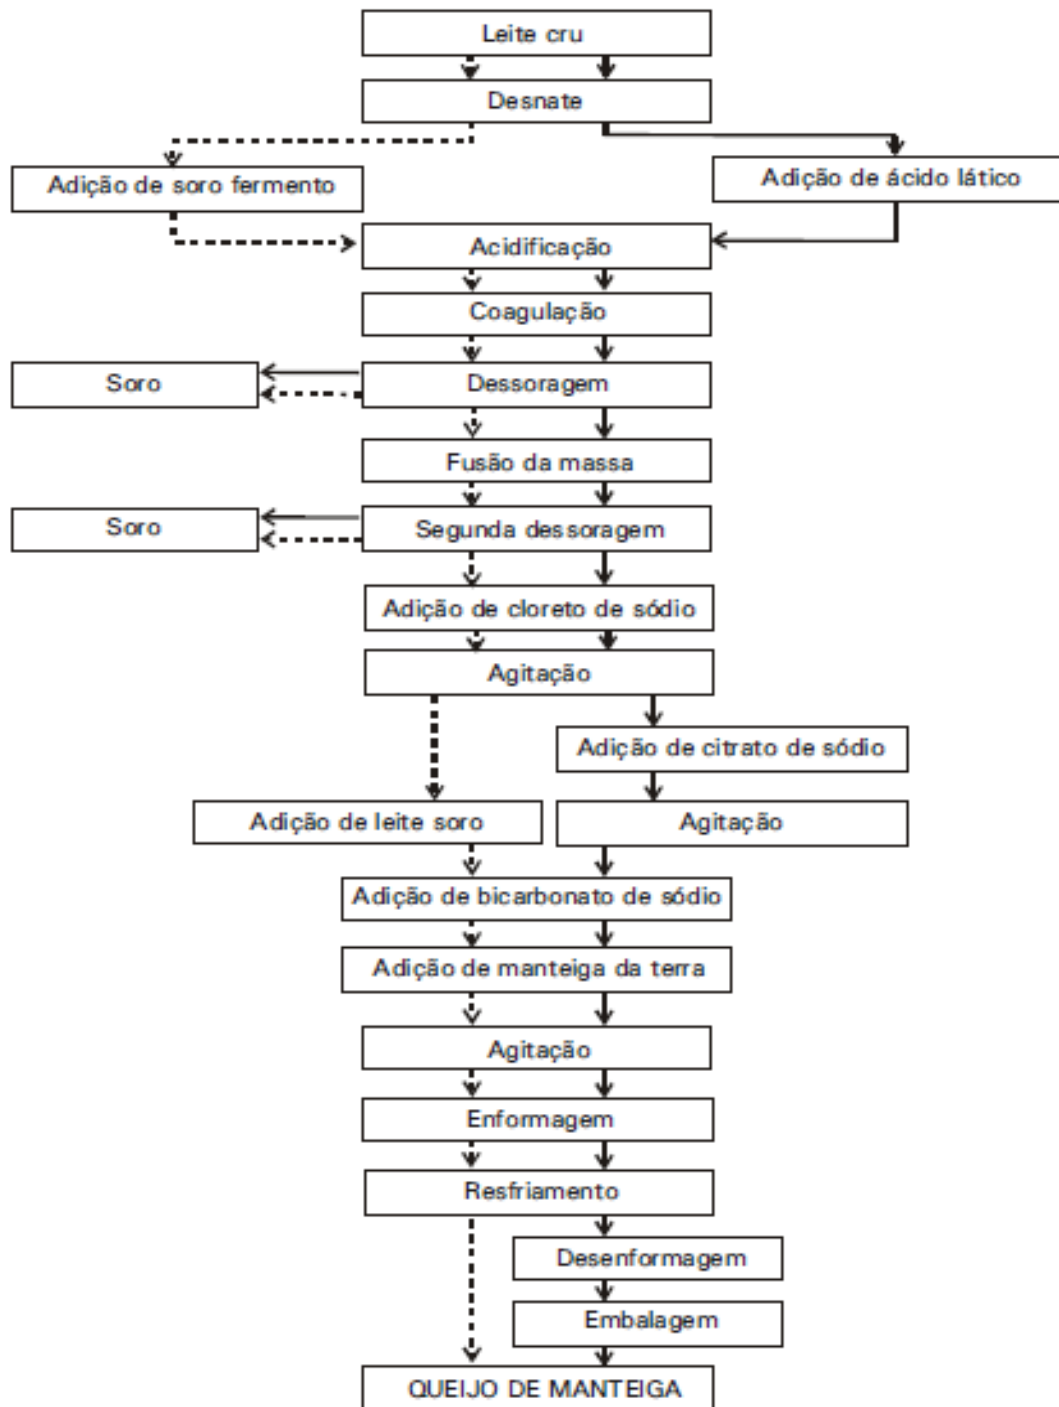 Leite cru
Desnate
Adição de soro fermento
Adição de ácido lático
Acidificação
Coagulação
Soro
Dessoragem
Fusão da massa
Soro
Segunda dessoragem
Adição de cloreto de sódio
Agitação
Adição de citrato de sódio
Adição de leite soro
Agitação
Adição de bicarbonato de sódio
Adição de manteiga da terra
Agitação
Enformagem
Resfriamento
Desenformagem
Embalagem
QUEIJO DE MANTEIGA